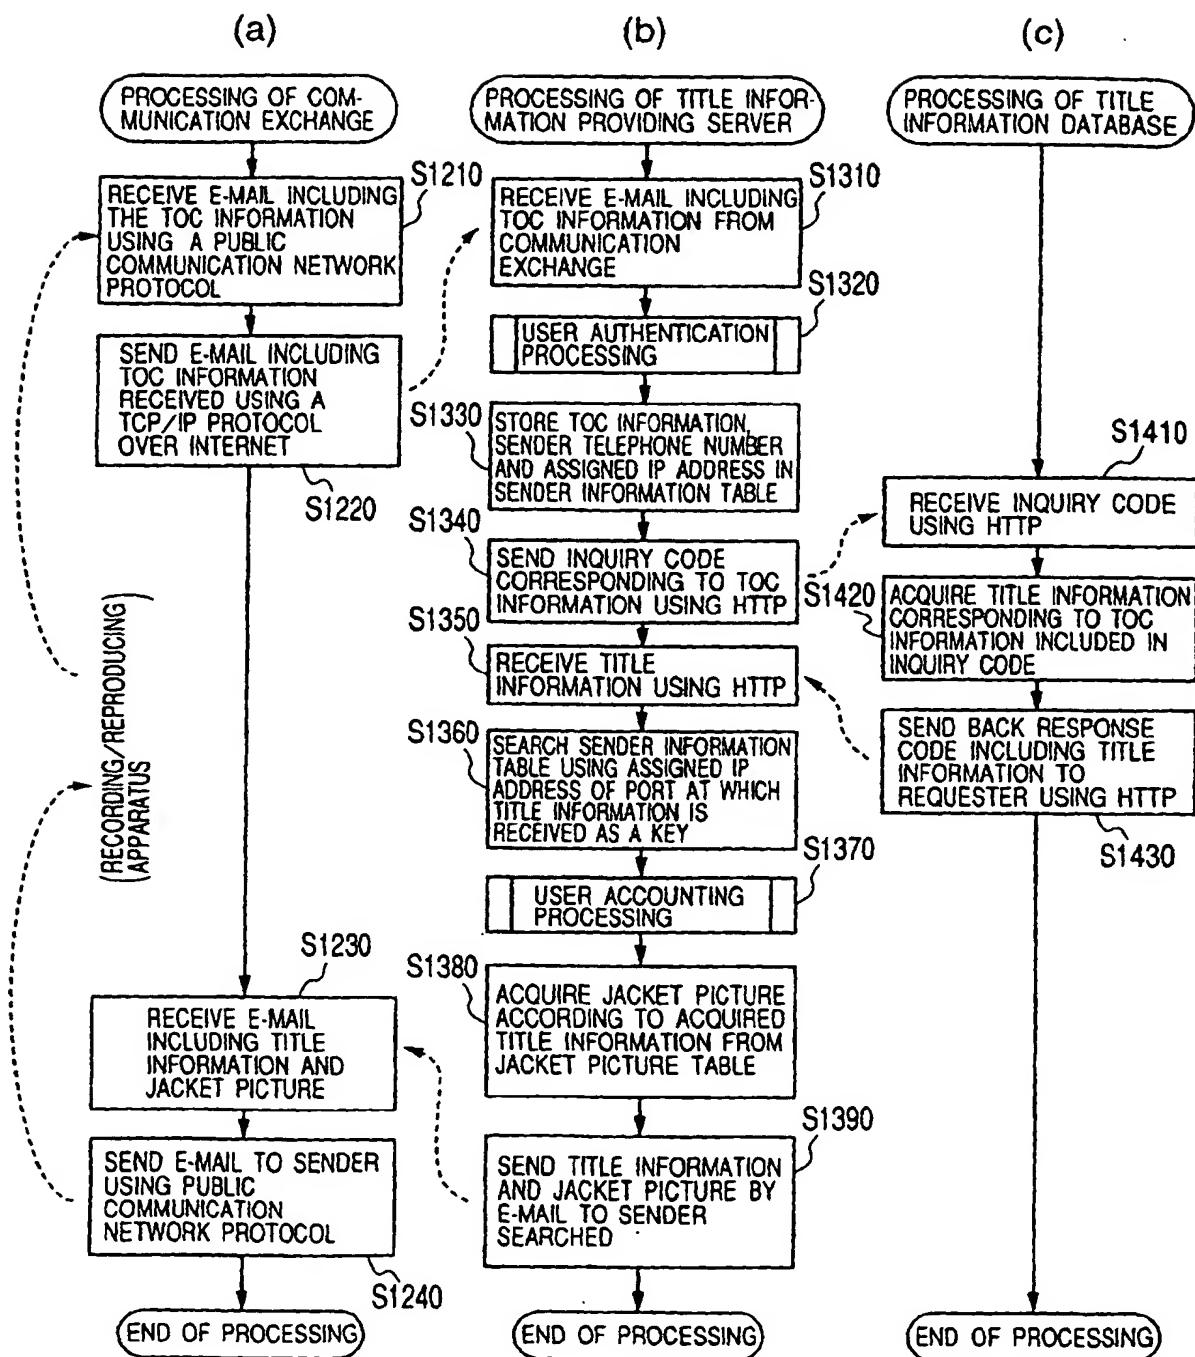 (a)
PROCESSING OF COM-
MUNICATION EXCHANGE
S1210
RECEIVE E-MAIL INCLUDING
THE TOC INFORMATION
USING A PUBLIC
COMMUNICATION NETWORK
PROTOCOL
SEND E-MAIL INCLUDING
TOC INFORMATION
RECEIVED USING A
TCP/IP PROTOCOL
OVER INTERNET
S1220
(RECORDING/REPRODUCING
APPARATUS)
S1230
RECEIVE E-MAIL
INCLUDING TITLE
INFORMATION AND
JACKET PICTURE
SEND E-MAIL TO SENDER
USING PUBLIC
COMMUNICATION
NETWORK PROTOCOL
S1240
END OF PROCESSING
(b)
PROCESSING OF TITLE INFOR-
MATION PROVIDING SERVER
S1310
RECEIVE E-MAIL INCLUDING
TOC INFORMATION FROM
COMMUNICATION
EXCHANGE
S1320
USER AUTHENTICATION
PROCESSING
S1330
STORE TOC INFORMATION,
SENDER TELEPHONE NUMBER
AND ASSIGNED IP ADDRESS IN
SENDER INFORMATION TABLE
S1340
SEND INQUIRY CODE
CORRESPONDING TO TOC
INFORMATION USING HTTP
S1350
RECEIVE TITLE
INFORMATION USING HTTP
S1360
SEARCH SENDER INFORMATION
TABLE USING ASSIGNED IP
ADDRESS OF PORT AT WHICH
TITLE INFORMATION IS
RECEIVED AS A KEY
S1370
USER ACCOUNTING
PROCESSING
S1380
ACQUIRE JACKET PICTURE
ACCORDING TO ACQUIRED
TITLE INFORMATION FROM
JACKET PICTURE TABLE
S1390
SEND TITLE INFORMATION
AND JACKET PICTURE BY
E-MAIL TO SENDER
SEARCHED
END OF PROCESSING
(c)
PROCESSING OF TITLE
INFORMATION DATABASE
S1410
RECEIVE INQUIRY CODE
USING HTTP
S1420
ACQUIRE TITLE INFORMATION
CORRESPONDING TO TOC
INFORMATION INCLUDED IN
INQUIRY CODE
SEND BACK RESPONSE
CODE INCLUDING TITLE
INFORMATION TO
REQUESTER USING HTTP
S1430
END OF PROCESSING